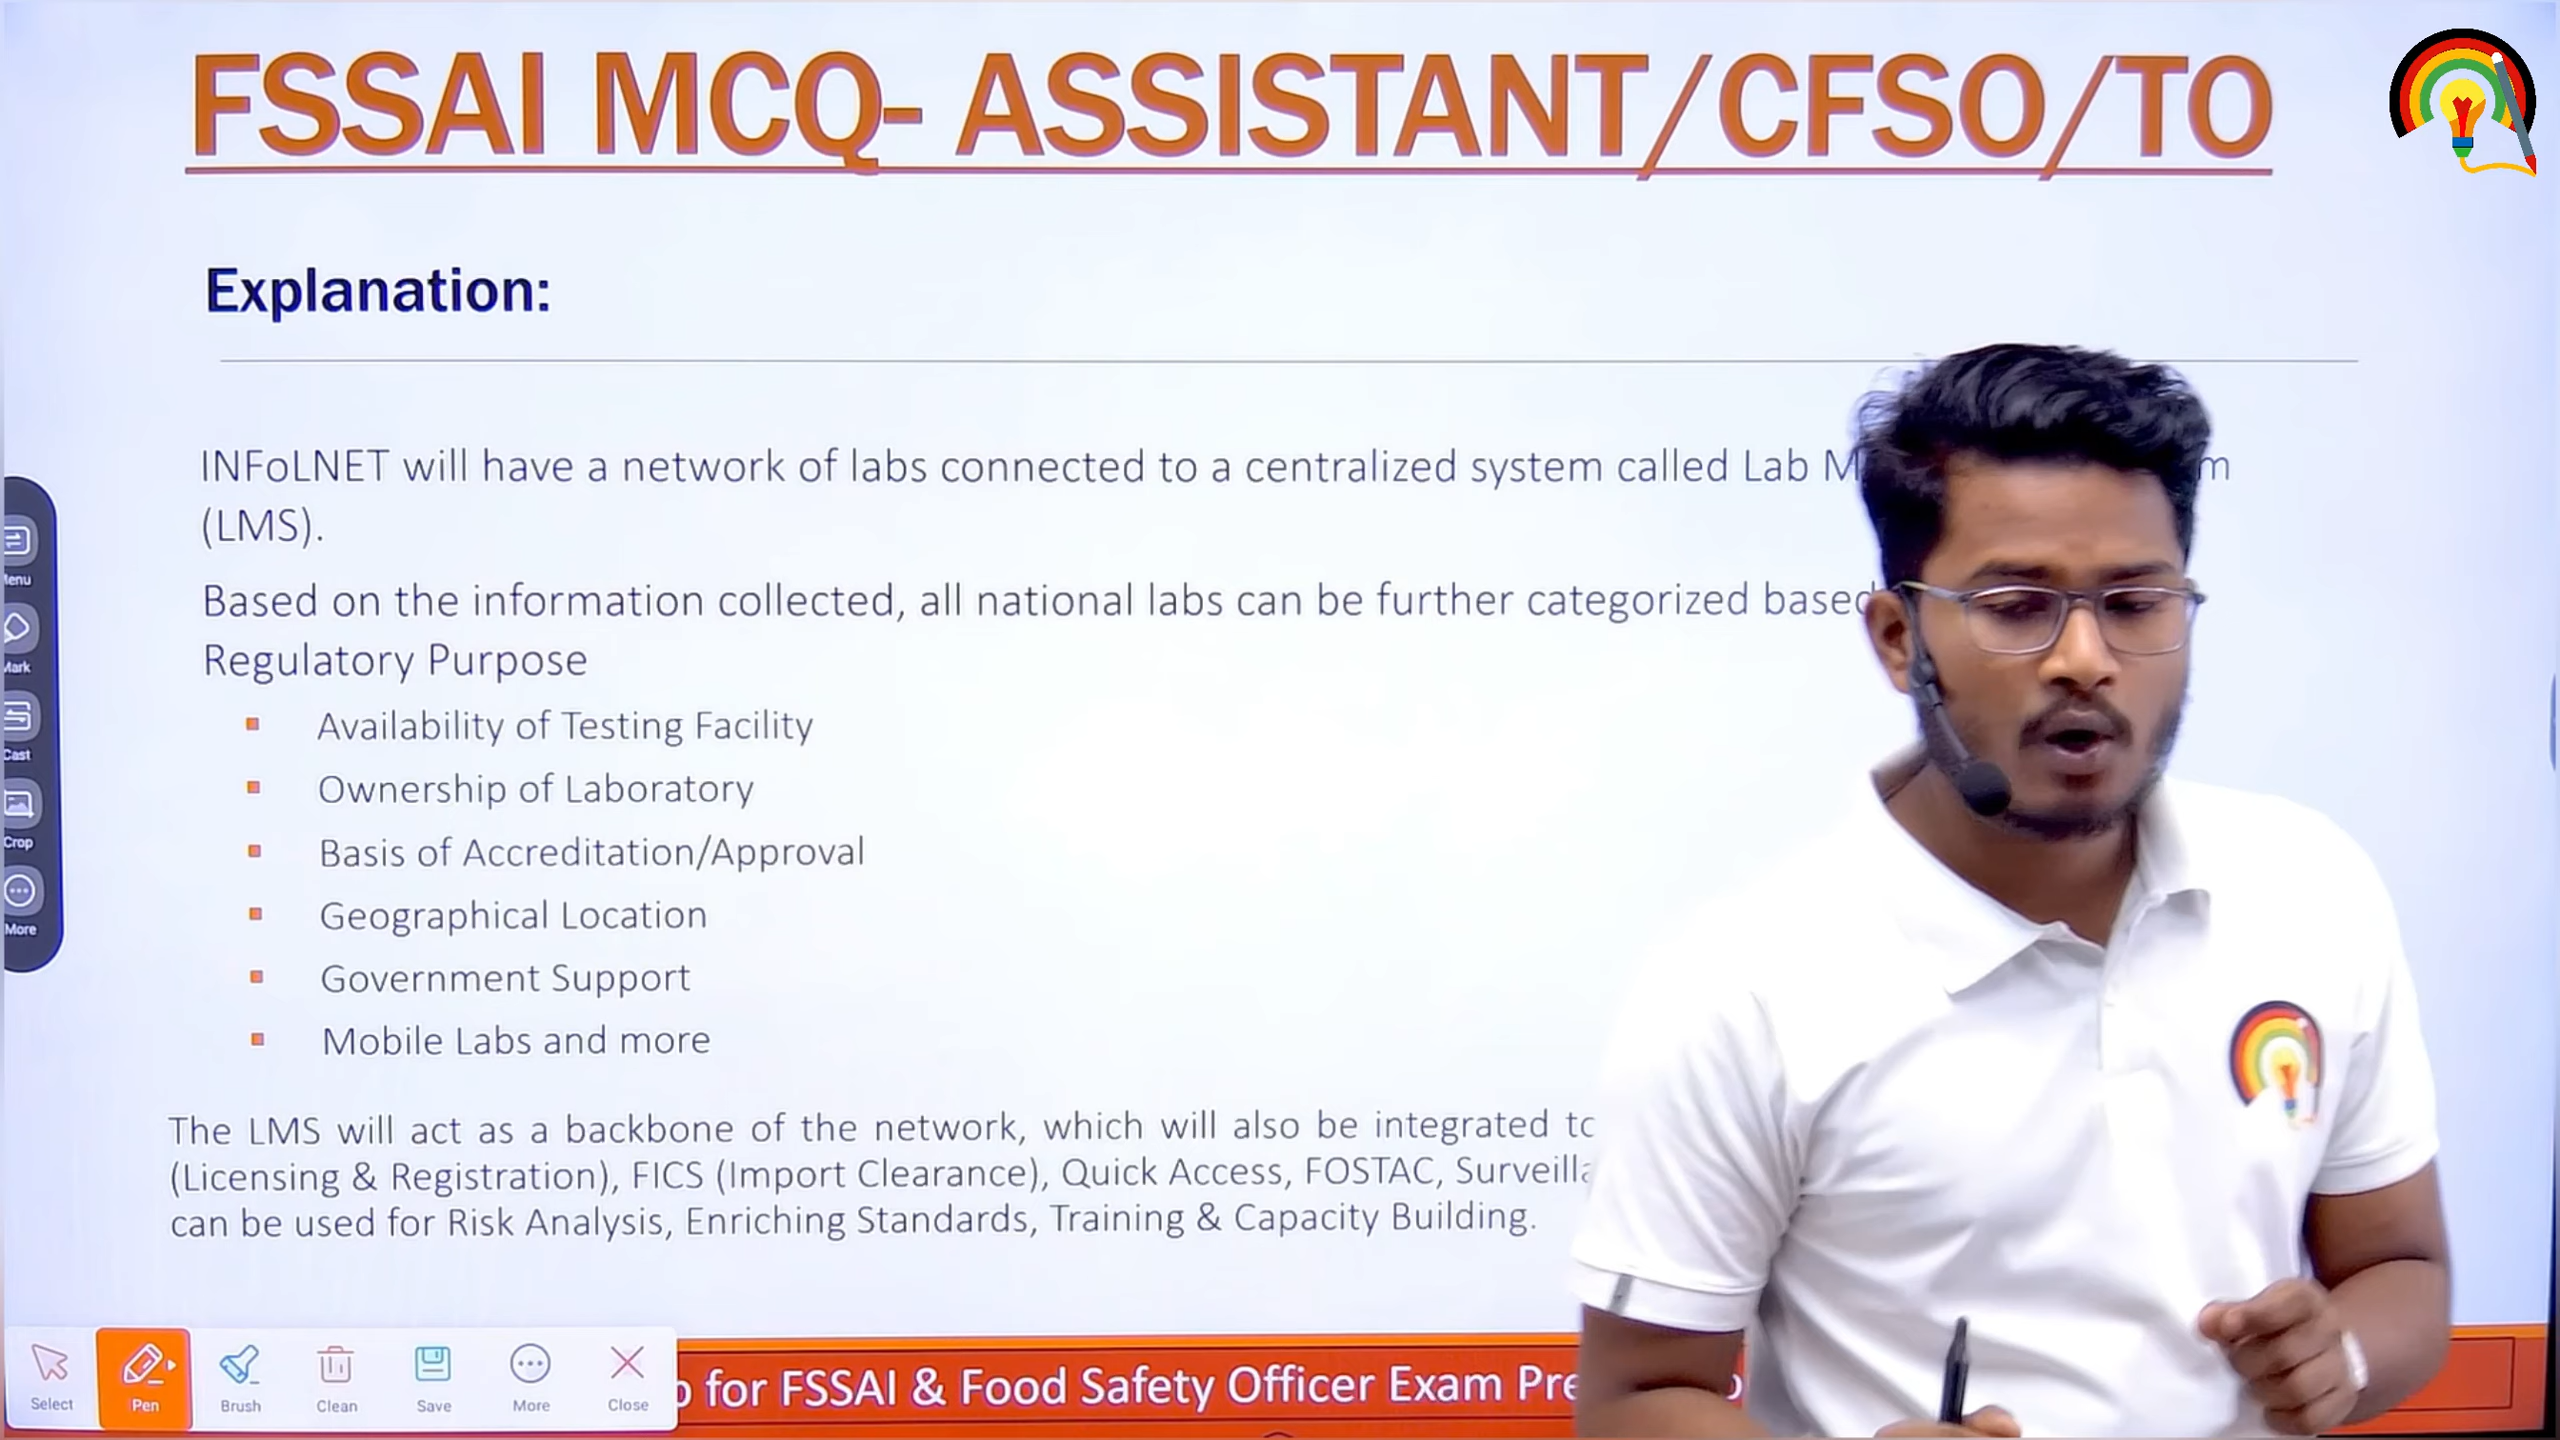 FSSAI MCQ- ASSISTANT/CFSO/TO
Explanation:
INFoLNET will have a network of labs connected to a centralized system called Lab
(LMS).
Based on the information collected, all national labs can be further categorized based
Regulatory Purpose
Availability of Testing Facility
Ownership of Laboratory
Basis of Accreditation/Approval
Geographical Location
Government Support
Mobile Labs and more
The LMS will act as a backbone of the network, which will also be integrated
(Licensing & Registration), FICS (Import Clearance), Quick Access, FOSTAC,
can be used for Risk Analysis, Enriching Standards, Training & Capacity Building.
Cast
Crop
More
Select
Pen
Brush
Clean
Save
More
Close
for FSSAI & Food Safety Officer Exam